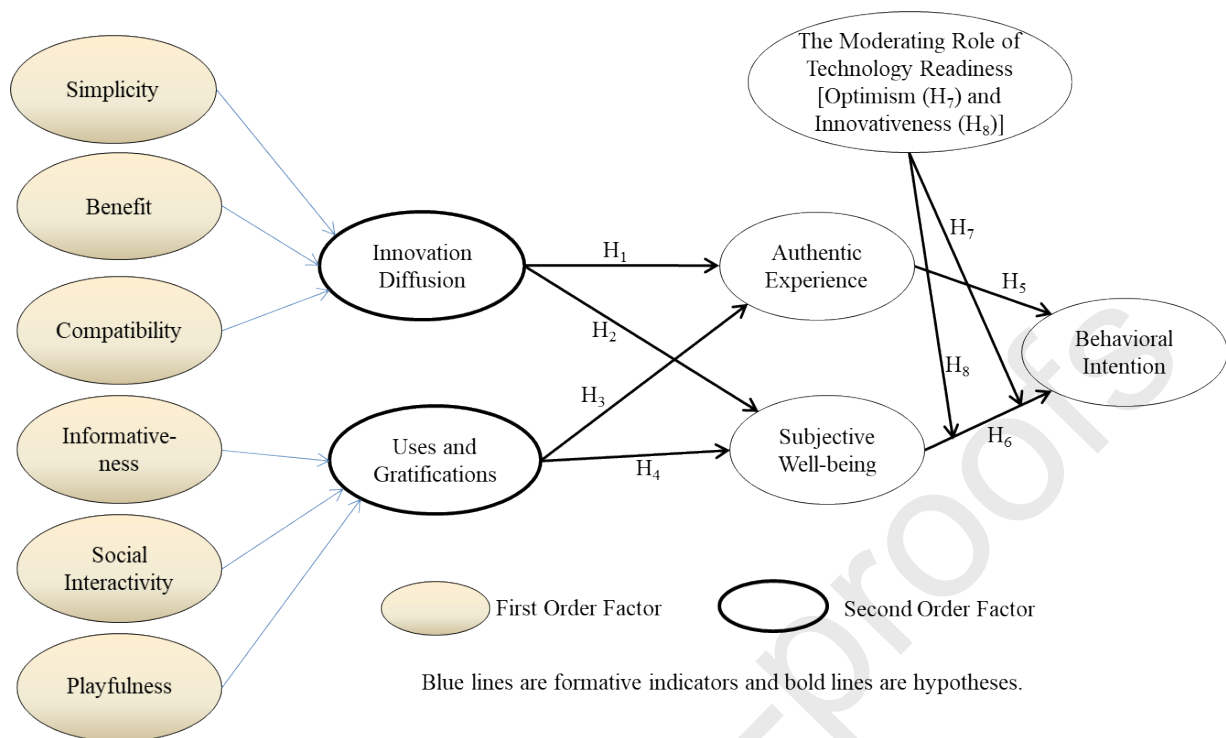 Simplicity
Benefit
Compatibility
Informative-
ness
Social
Interactivity
Playfulness
Innovation
Diffusion
Uses and
Gratifications
H₁
H₂
H₃
H₄
The Moderating Role of
Technology Readiness
[Optimism (H₇) and
Innovativeness (H₈)]
Authentic
Experience
Subjective
Well-being
H₇
H₈
H₅
H₆
Behavioral
Intention
First Order Factor
Second Order Factor
Blue lines are formative indicators and bold lines are hypotheses.
proofs